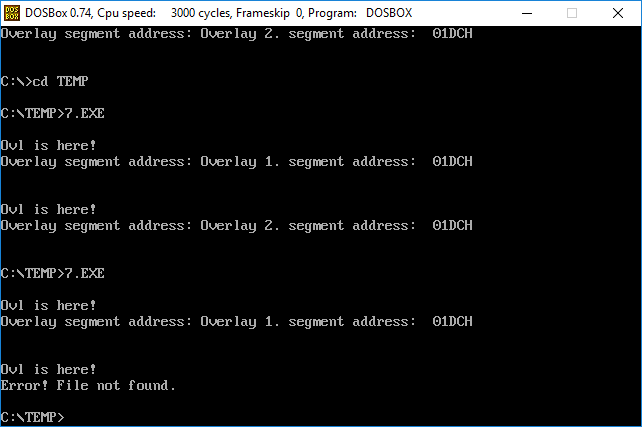 DOS
BOX
DOSBox 0.74, Cpu speed: 3000 cycles, Frameskip 0, Program: DOSBOX
Overlay segment address: Overlay 2. segment address: 01DCH
C:\>cd TEMP
C:\TEMP>7.EXE
Ovl is here!
Overlay segment address: Overlay 1. segment address: 01DCH
Ovl is here!
Overlay segment address: Overlay 2. segment address: 01DCH
C:\TEMP>7.EXE
Ovl is here!
Overlay segment address: Overlay 1. segment address: 01DCH
Ovl is here!
Error! File not found.
C:\TEMP>